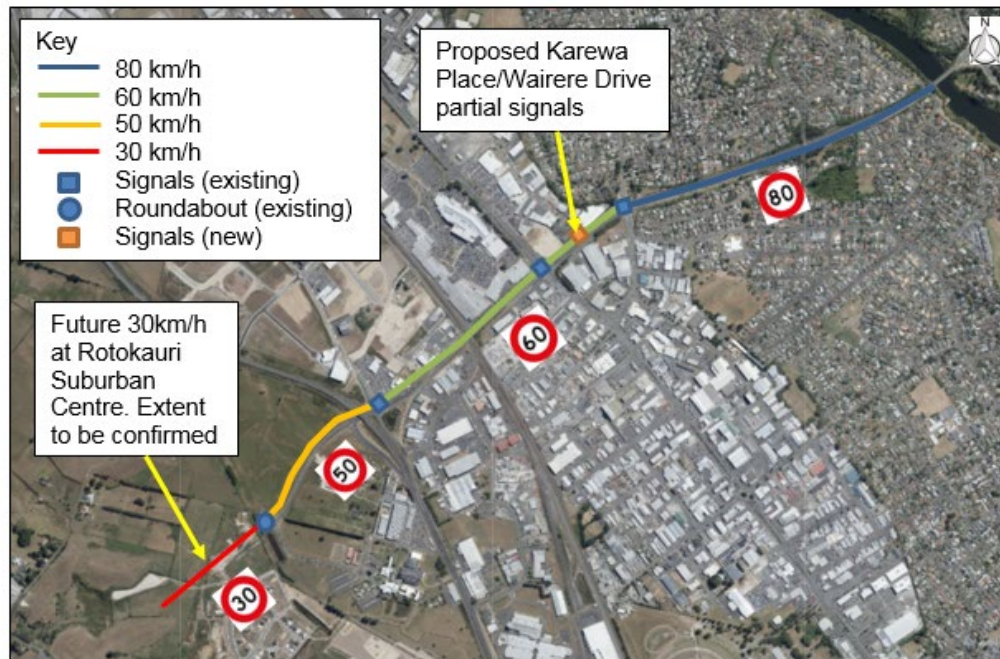 Key
80 km/h
60 km/h
50 km/h
30 km/h
Signals (existing)
Roundabout (existing)
Signals (new)
Proposed Karewa
Place/Wairere Drive
partial signals
N
80
60
Future 30km/h
at Rotokauri
Suburban
Centre. Extent
to be confirmed
50
30